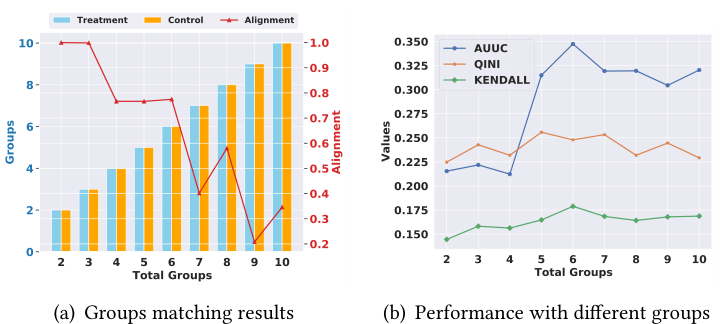 Treatment Control Alignment
10
8
6
4
2
0
Groups
1.0
0.9
0.8
0.7
0.6
0.5
0.4
0.3
0.2
Alignment
2 3 4 5 6 7 8 9 10
Total Groups
(a) Groups matching results
AUUC
QINI
KENDALL
0.350
0.325
0.300
0.275
0.250
0.225
0.200
0.175
0.150
Values
2 3 4 5 6 7 8 9 10
Total Groups
(b) Performance with different groups